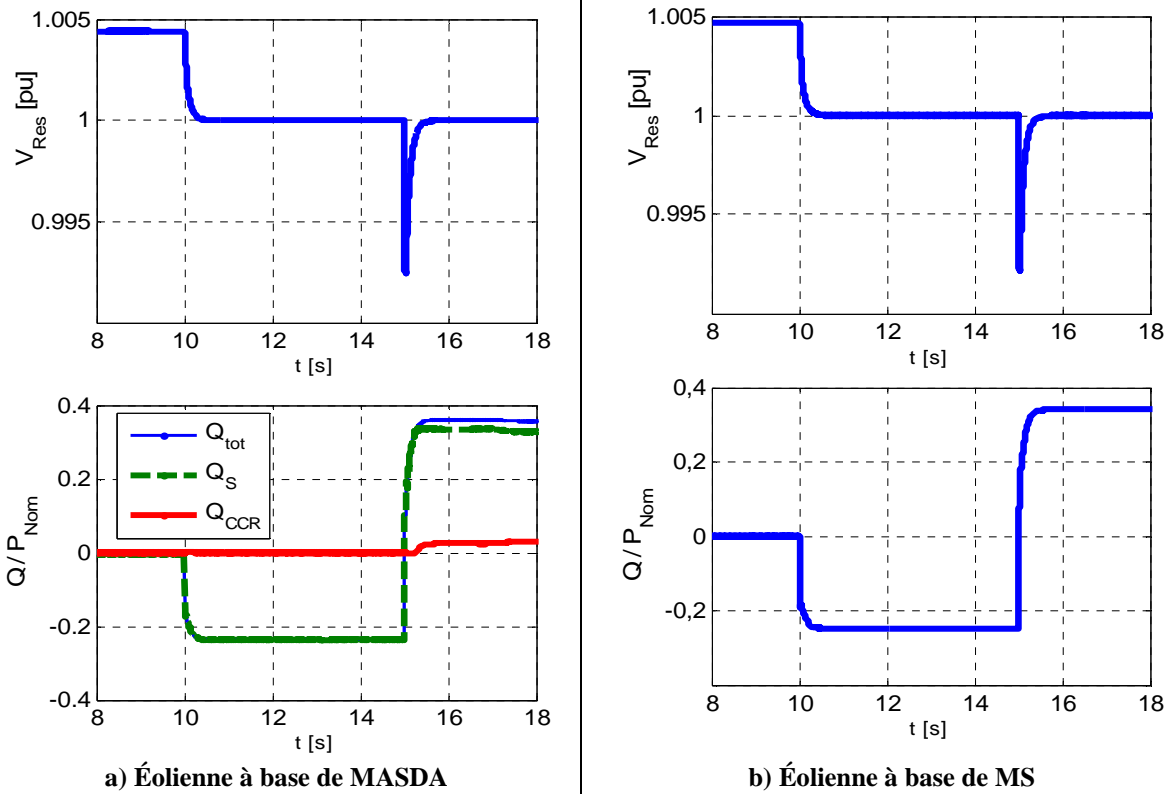 1.005
1
0.995
V_Res [pu]
8 10 12 14 16 18
t [s]
0.4
0.2
0
-0.2
-0.4
Q / P_Nom
Q_tot
Q_S
Q_CCR
8 10 12 14 16 18
t [s]
a) Éolienne à base de MASDA
1.005
1
0.995
V_Res [pu]
8 10 12 14 16 18
t [s]
0,4
0,2
0
-0,2
Q / P_Nom
8 10 12 14 16 18
t [s]
b) Éolienne à base de MS